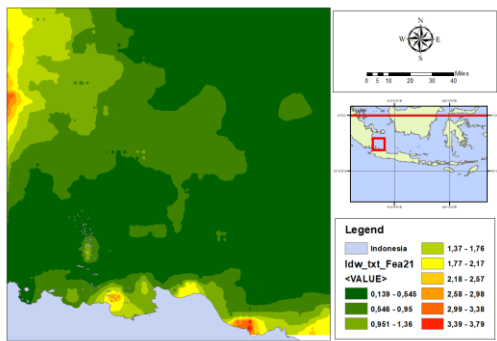 N
W E
S
Miles
0 5 10 20 30 40
Legend
Indonesia
idw_txt_Fea21
<VALUE>
0,139 - 0,545
0,546 - 0,95
0,951 - 1,36
1,37 - 1,76
1,77 - 2,17
2,18 - 2,57
2,58 - 2,98
2,99 - 3,38
3,39 - 3,79